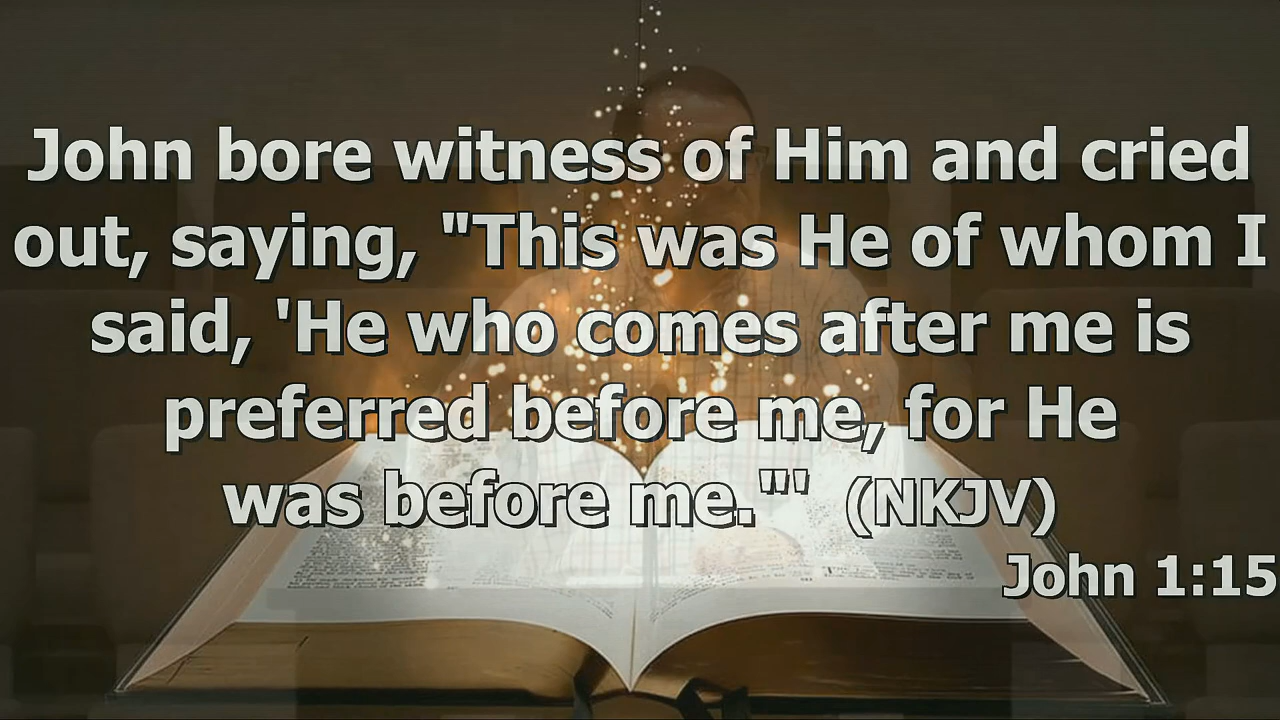 John bore witness of Him and cried
out, saying, "This was He of whom I
said, 'He who comes after me is
preferred before me, for He
was before me."' (NKJV)
John 1:15